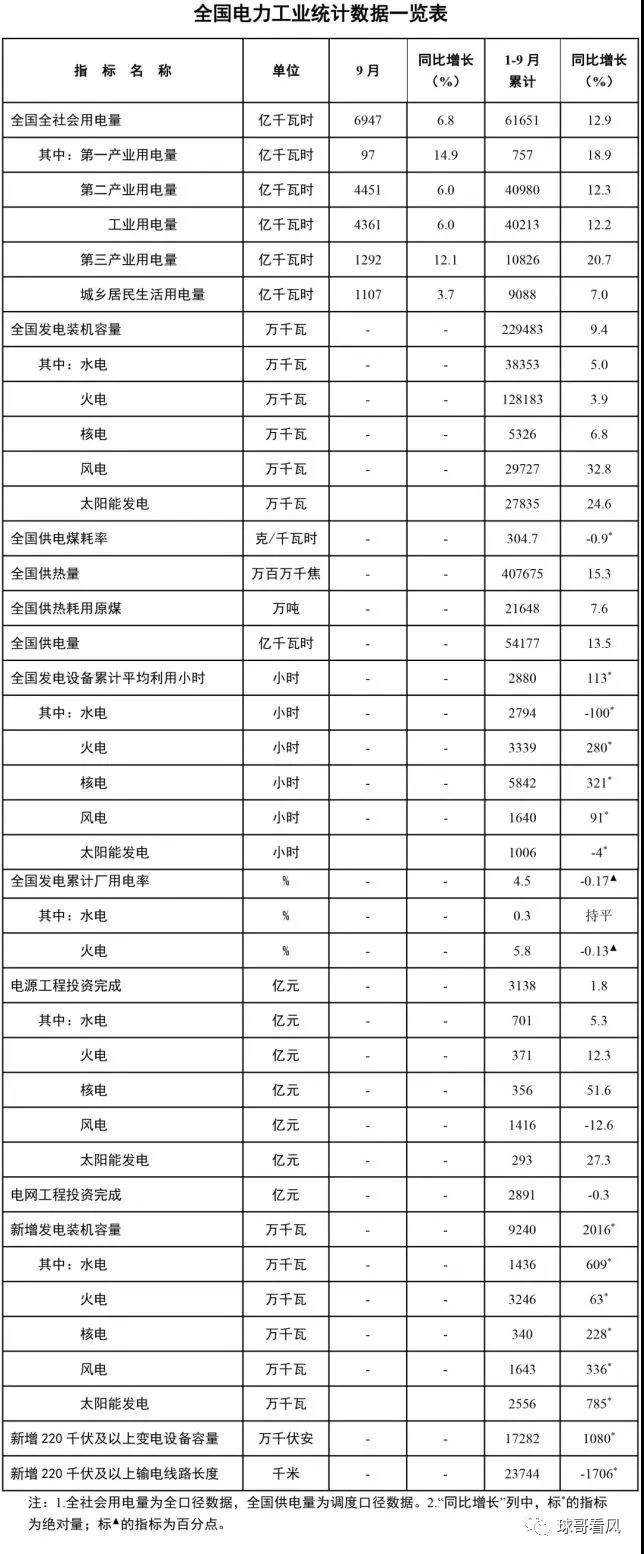 全国电力工业统计数据一览表
指 标 名 称 单位 9 月 同比增长（%） 1-9 月累计 同比增长（%）
全国全社会用电量 亿千瓦时 6947 6.8 61651 12.9
其中：第一产业用电量 亿千瓦时 97 14.9 757 18.9
第二产业用电量 亿千瓦时 4451 6.0 40980 12.3
工业用电量 亿千瓦时 4361 6.0 40213 12.2
第三产业用电量 亿千瓦时 1292 12.1 10826 20.7
城乡居民生活用电量 亿千瓦时 1107 3.7 9088 7.0
全国发电装机容量 万千瓦 - - 229483 9.4
其中：水电 万千瓦 - - 38353 5.0
火电 万千瓦 - - 128183 3.9
核电 万千瓦 - - 5326 6.8
风电 万千瓦 - - 29727 32.8
太阳能发电 万千瓦 27835 24.6
全国供电煤耗率 克/千瓦时 - - 304.7 -0.9*
全国供热量 万百万千焦 - - 407675 15.3
全国供热耗用原煤 万吨 - - 21648 7.6
全国供电量 亿千瓦时 - - 54177 13.5
全国发电设备累计平均利用小时 小时 - - 2880 113*
其中：水电 小时 - - 2794 -100*
火电 小时 - - 3339 280*
核电 小时 - - 5842 321*
风电 小时 - - 1640 91*
太阳能发电 小时 1006 -4*
全国发电累计厂用电率 % - - 4.5 -0.17▲
其中：水电 % - - 0.3 持平
火电 % - - 5.8 -0.13▲
电源工程投资完成 亿元 - - 3138 1.8
其中：水电 亿元 - - 701 5.3
火电 亿元 - - 371 12.3
核电 亿元 - - 356 51.6
风电 亿元 - - 1416 -12.6
太阳能发电 亿元 - - 293 27.3
电网工程投资完成 亿元 - - 2891 -0.3
新增发电装机容量 万千瓦 - - 9240 2016*
其中：水电 万千瓦 - - 1436 609*
火电 万千瓦 - - 3246 63*
核电 万千瓦 - - 340 228*
风电 万千瓦 - - 1643 336*
太阳能发电 万千瓦 2556 785*
新增 220 千伏及以上变电设备容量 万千伏安 - - 17282 1080*
新增 220 千伏及以上输电线路长度 千米 - - 23744 -1706*
注：1.全社会用电量为全口径数据，全国供电量为调度口径数据。2.“同比增长”列中，标*的指标
为绝对量；标▲的指标为百分点。
球哥看风